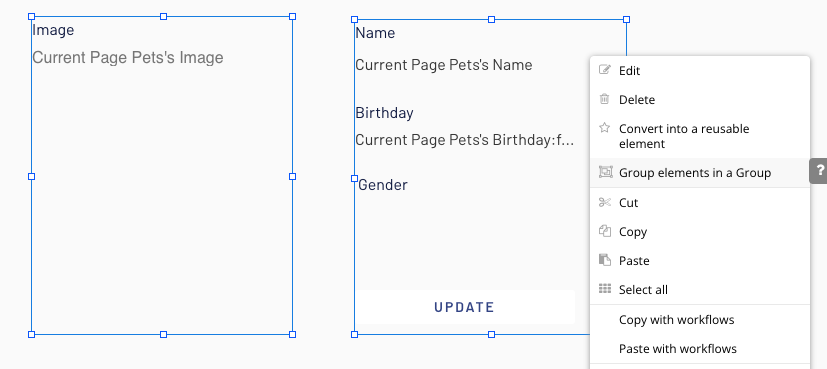 Image
Current Page Pets's Image
Name
Current Page Pets's Name
Birthday
Current Page Pets's Birthday:f...
Gender
UPDATE
Edit
Delete
Convert into a reusable
element
Group elements in a Group
?
Cut
Copy
Paste
Select all
Copy with workflows
Paste with workflows